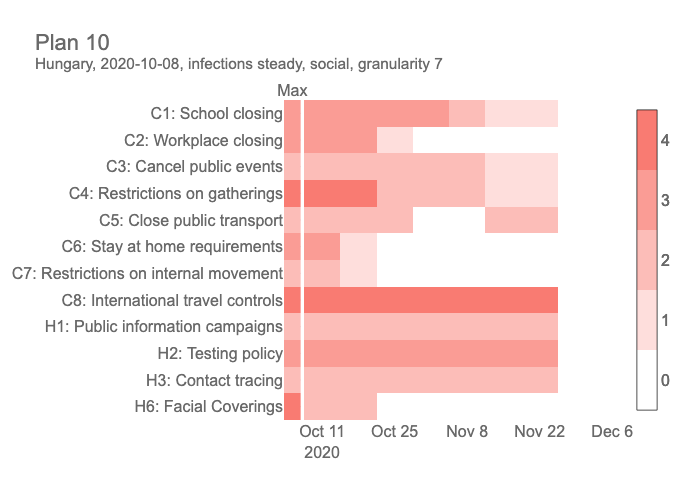 Plan 10
Hungary, 2020-10-08, infections steady, social, granularity 7
Max
C1: School closing
C2: Workplace closing
C3: Cancel public events
C4: Restrictions on gatherings
C5: Close public transport
C6: Stay at home requirements
C7: Restrictions on internal movement
C8: International travel controls
H1: Public information campaigns
H2: Testing policy
H3: Contact tracing
H6: Facial Coverings
Oct 11 Oct 25 Nov 8 Nov 22 Dec 6
2020
4
3
2
1
0